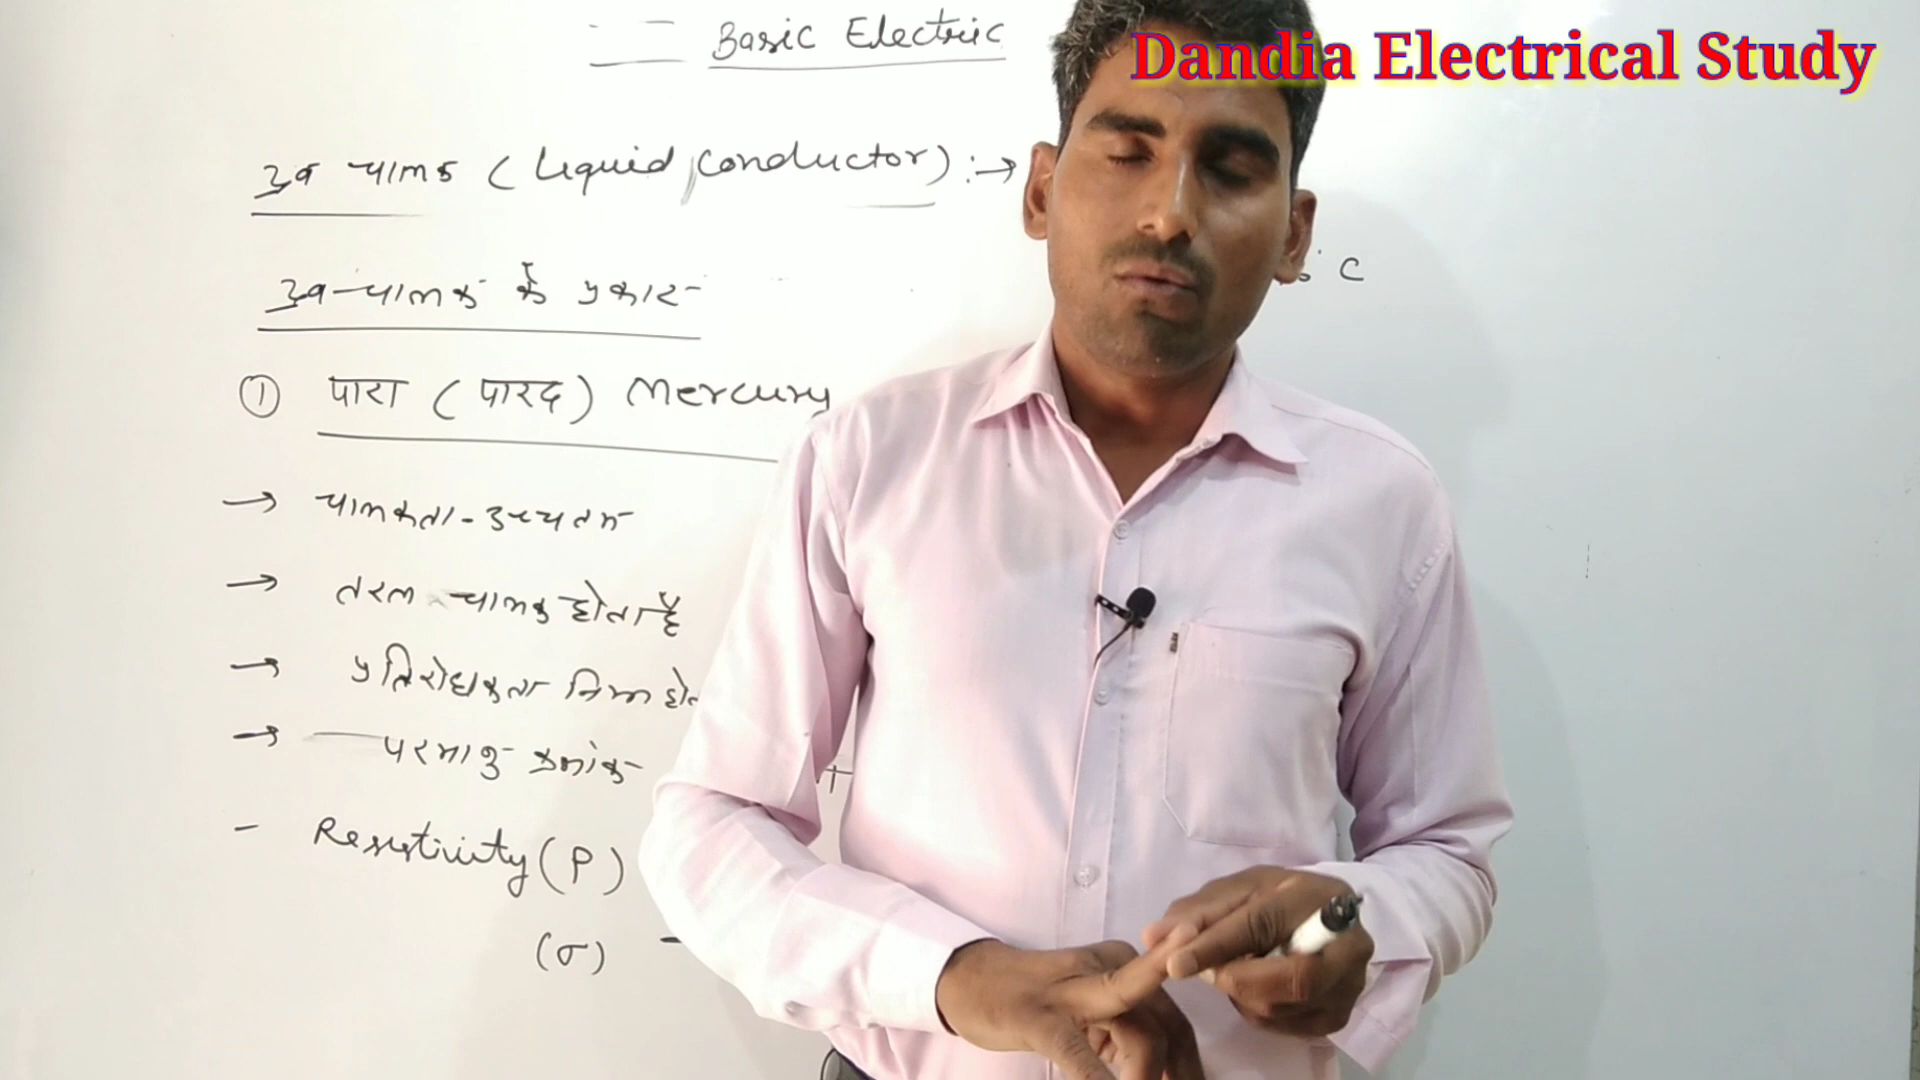 Dandia Electrical Study
Basic Electric
द्रव चालक (Liquid Conductor) :→
द्रव-चालक के प्रकार-
° C
① पारा (पारद) Mercury
→ चालकता - उच्चतम
→ तरल चालक होता है
→ प्रतिरोधकता निम्न
→ परमाणु क्रमांक
- Resistivity (ρ)
(σ) -